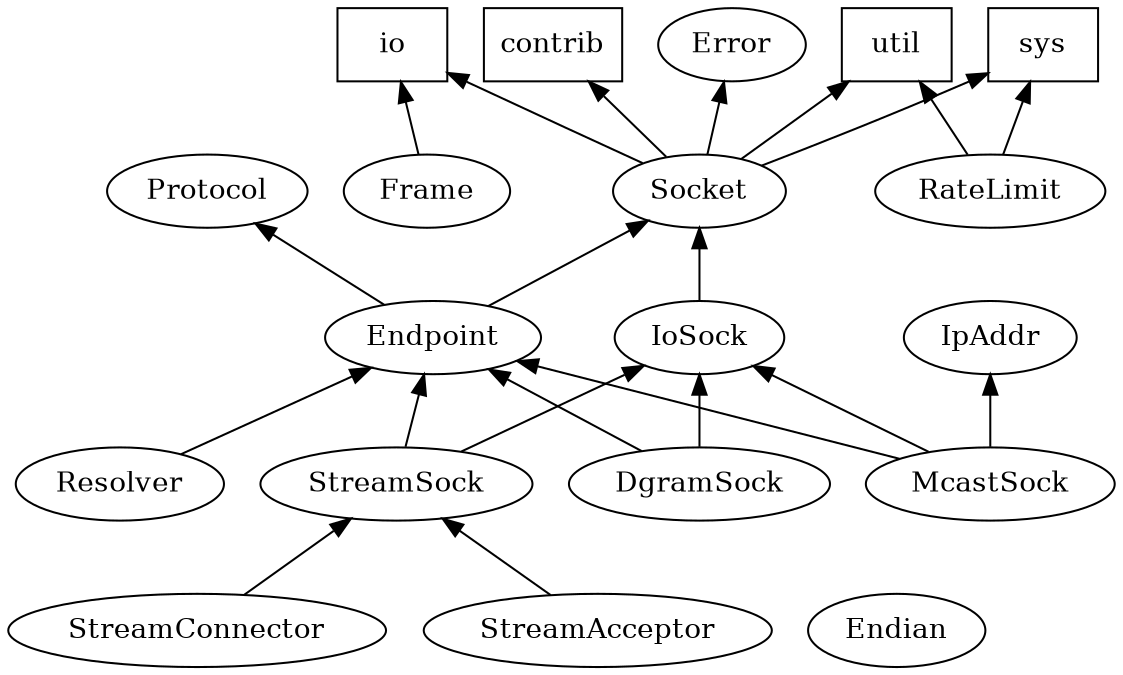 io
contrib
Error
util
sys
Protocol
Frame
Socket
RateLimit
Endpoint
IoSock
IpAddr
Resolver
StreamSock
DgramSock
McastSock
StreamConnector
StreamAcceptor
Endian